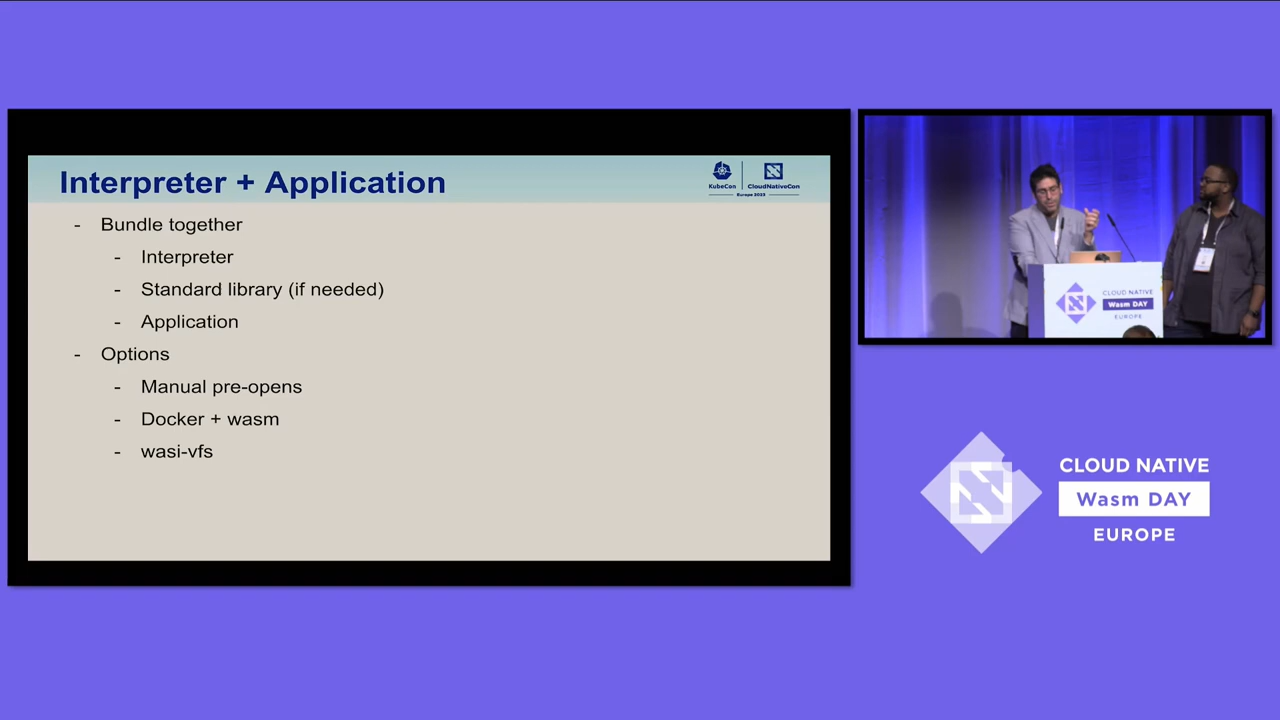 Interpreter + Application
KubeCon
CloudNativeCon
Europe 2023
- Bundle together
- Interpreter
- Standard library (if needed)
- Application
- Options
- Manual pre-opens
- Docker + wasm
- wasi-vfs
CLOUD NATIVE
Wasm DAY
EUROPE
CLOUD NATIVE
Wasm DAY
EUROPE